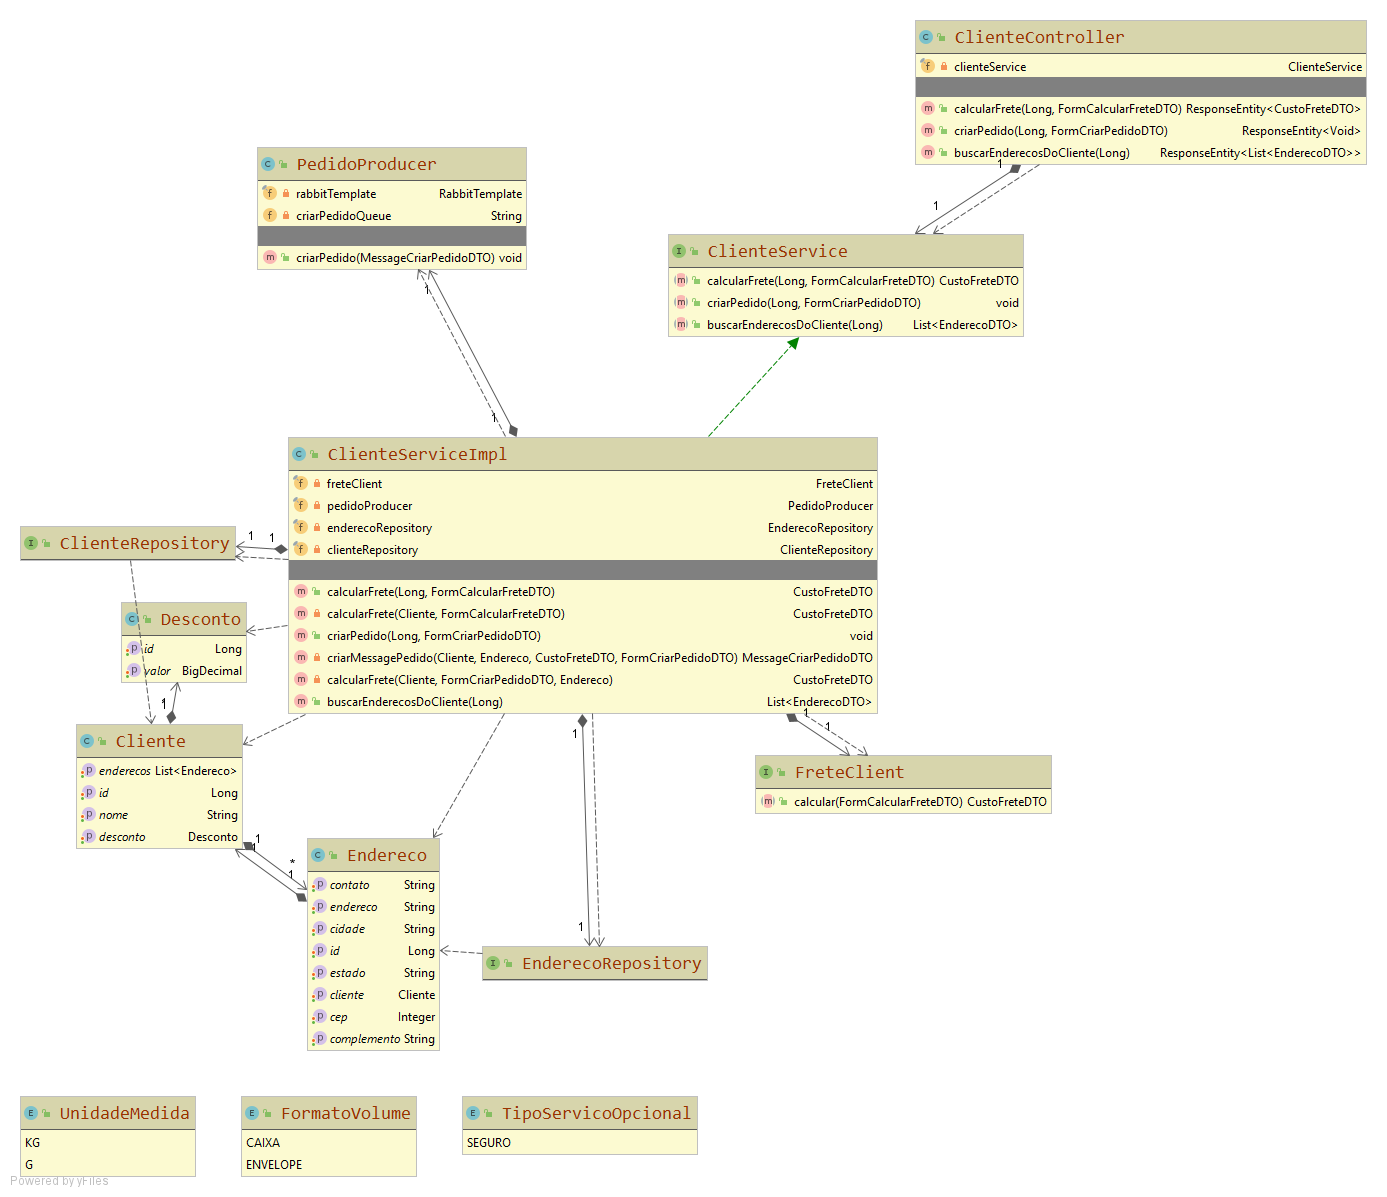 ClienteController
clienteService ClienteService
calcularFrete(Long, FormCalcularFreteDTO) ResponseEntity<CustoFreteDTO>
criarPedido(Long, FormCriarPedidoDTO) ResponseEntity<Void>
buscarEnderecosDoCliente(Long) ResponseEntity<List<EnderecoDTO>>
1
1
PedidoProducer
rabbitTemplate RabbitTemplate
criarPedidoQueue String
criarPedido(MessageCriarPedidoDTO) void
1
1
ClienteService
calcularFrete(Long, FormCalcularFreteDTO) CustoFreteDTO
criarPedido(Long, FormCriarPedidoDTO) void
buscarEnderecosDoCliente(Long) List<EnderecoDTO>
ClienteServiceImpl
freteClient FreteClient
pedidoProducer PedidoProducer
enderecoRepository EnderecoRepository
clienteRepository ClienteRepository
calcularFrete(Long, FormCalcularFreteDTO) CustoFreteDTO
calcularFrete(Cliente, FormCalcularFreteDTO) CustoFreteDTO
criarPedido(Long, FormCriarPedidoDTO) void
criarMessagePedido(Cliente, Endereco, CustoFreteDTO, FormCriarPedidoDTO) MessageCriarPedidoDTO
calcularFrete(Cliente, FormCriarPedidoDTO, Endereco) CustoFreteDTO
buscarEnderecosDoCliente(Long) List<EnderecoDTO>
1 1
ClienteRepository
Desconto
id Long
valor BigDecimal
1
1
Cliente
enderecos List<Endereco>
id Long
nome String
desconto Desconto
1
1
*
1
1
1
1
1
FreteClient
calcular(FormCalcularFreteDTO) CustoFreteDTO
Endereco
contato String
endereco String
cidade String
id Long
estado String
cliente Cliente
cep Integer
complemento String
EnderecoRepository
UnidadeMedida
KG
G
FormatoVolume
CAIXA
ENVELOPE
TipoServicoOpcional
SEGURO
Powered by yFiles